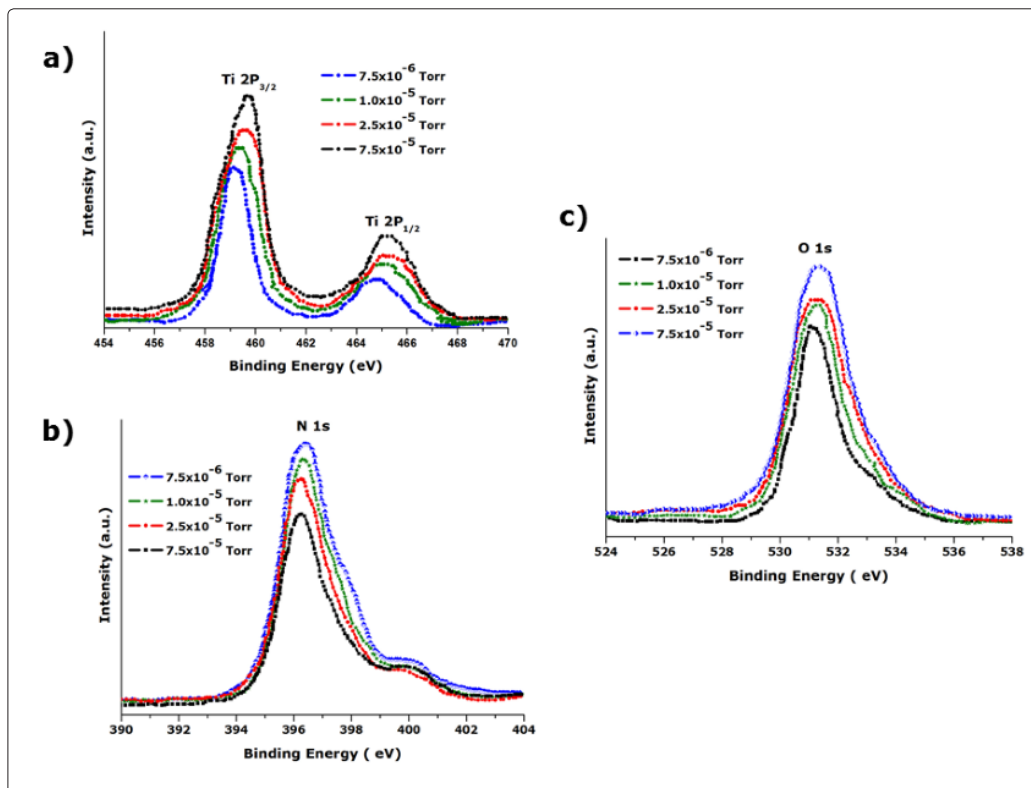 a)
Ti 2P3/2
7.5x10-6 Torr
1.0x10-5 Torr
2.5x10-5 Torr
7.5x10-5 Torr
Ti 2P1/2
Intensity (a.u.)
454 456 458 460 462 464 466 468 470
Binding Energy ( eV)
b)
N 1s
7.5x10-6 Torr
1.0x10-5 Torr
2.5x10-5 Torr
7.5x10-5 Torr
Intensity (a.u.)
390 392 394 396 398 400 402 404
Binding Energy ( eV)
c)
O 1s
7.5x10-6 Torr
1.0x10-5 Torr
2.5x10-5 Torr
7.5x10-5 Torr
Intensity (a.u.)
524 526 528 530 532 534 536 538
Binding Energy ( eV)